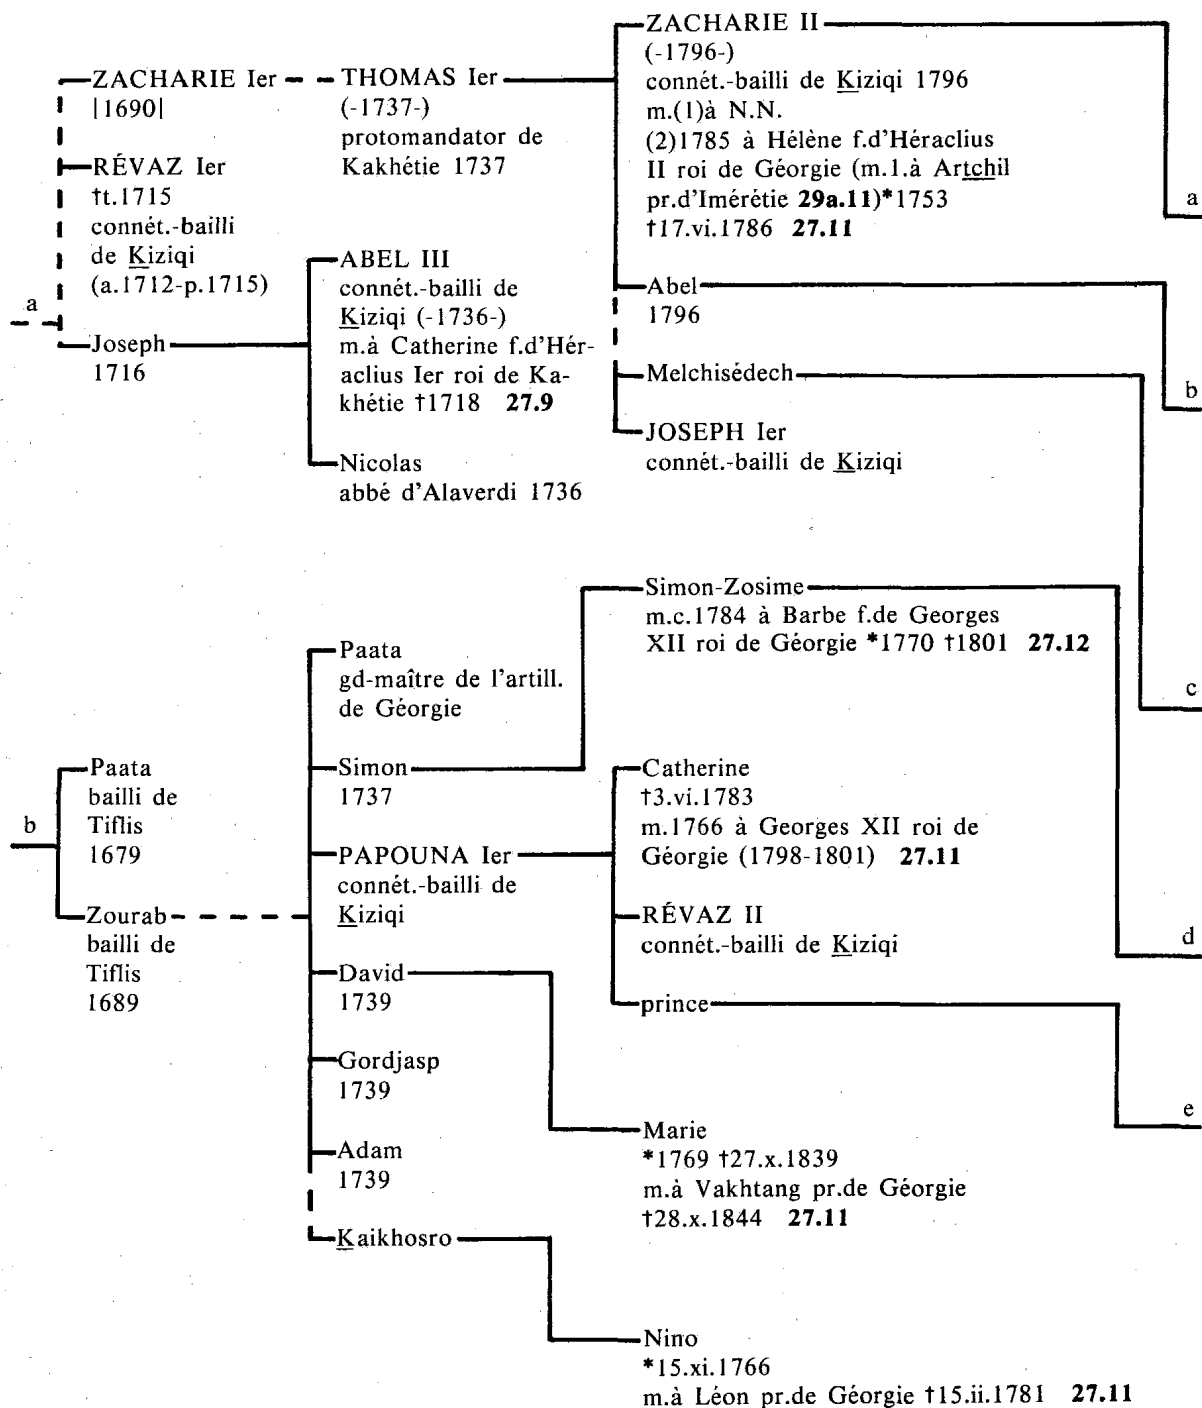 a
ZACHARIE Ier
|1690|
RÉVAZ Ier
†t.1715
connét.-bailli
de Kiziqi
(a.1712-p.1715)
Joseph
1716
THOMAS Ier
(-1737-)
protomandator de
Kakhétie 1737
ABEL III
connét.-bailli de
Kiziqi (-1736-)
m.à Catherine f.d'Hér-
aclius Ier roi de Ka-
khétie †1718 27.9
Nicolas
abbé d'Alaverdi 1736
ZACHARIE II
(-1796-)
connét.-bailli de Kiziqi 1796
m.(1)à N.N.
(2)1785 à Hélène f.d'Héraclius
II roi de Géorgie (m.1.à Artchil
pr.d'Imérétie 29a.11)*1753
†17.vi.1786 27.11
Abel
1796
Melchisédech
JOSEPH Ier
connét.-bailli de Kiziqi
a
b
c
b
Paata
bailli de
Tiflis
1679
Zourab
bailli de
Tiflis
1689
Paata
gd-maître de l'artill.
de Géorgie
Simon
1737
PAPOUNA Ier
connét.-bailli de
Kiziqi
David
1739
Gordjasp
1739
Adam
1739
Kaikhosro
Simon-Zosime
m.c.1784 à Barbe f.de Georges
XII roi de Géorgie *1770 †1801 27.12
Catherine
†3.vi.1783
m.1766 à Georges XII roi de
Géorgie (1798-1801) 27.11
RÉVAZ II
connét.-bailli de Kiziqi
prince
Marie
*1769 †27.x.1839
m.à Vakhtang pr.de Géorgie
†28.x.1844 27.11
Nino
*15.xi.1766
m.à Léon pr.de Géorgie †15.ii.1781 27.11
d
e